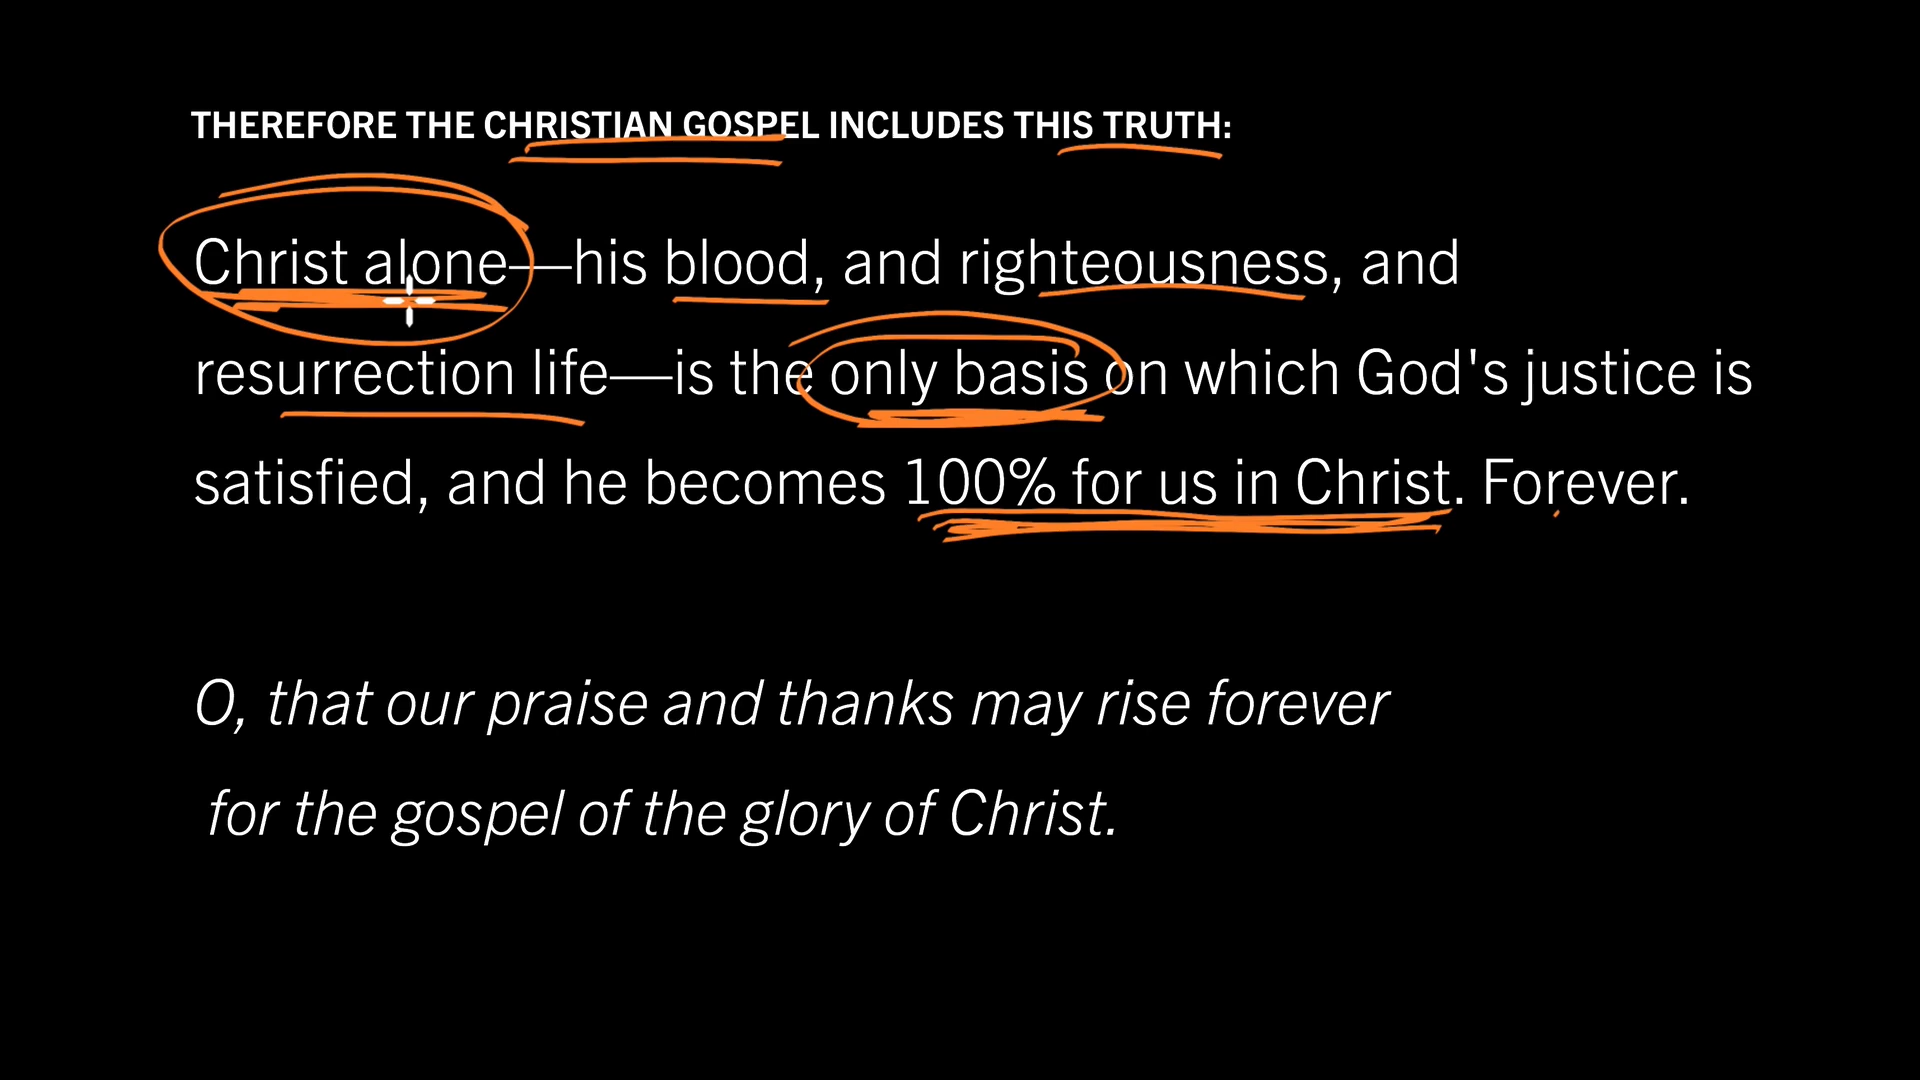 THEREFORE THE CHRISTIAN GOSPEL INCLUDES THIS TRUTH:
Christ alone—his blood, and righteousness, and
resurrection life—is the only basis on which God's justice is
satisfied, and he becomes 100% for us in Christ. Forever.
O, that our praise and thanks may rise forever
for the gospel of the glory of Christ.